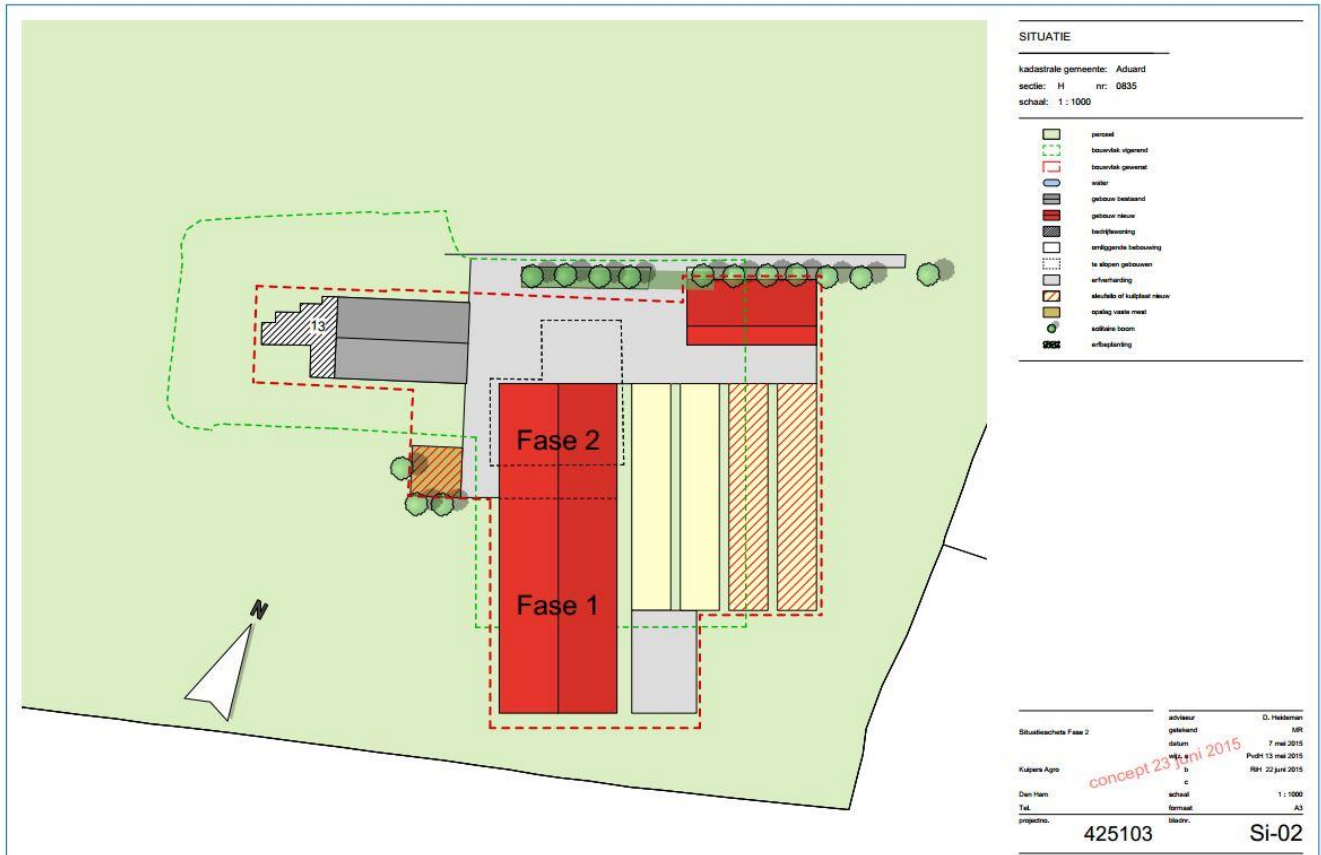 SITUATIE
kadastrale gemeente: Aduard
sectie: H nr: 0835
schaal: 1 : 1000
perceel
bouwvlak vigerend
bouwvlak gewenst
water
gebouw bestaand
gebouw nieuw
bedrijfswoning
omliggende bebouwing
te slopen gebouwen
erfverharding
sleufsilo of kuilplaat nieuw
opslag vaste mest
solitaire boom
erfbeplanting
13
Fase 2
Fase 1
N
Situatieschets Fase 2
Kuipers Agro
Den Ham
Tel.
projectno.
425103
adviseur D. Heideman
getekend MR
datum 7 mei 2015
wijz. a PvdH 13 mei 2015
b RiH 22 juni 2015
c
schaal 1 : 1000
formaat A3
bladnr.
Si-02
concept 23 juni 2015